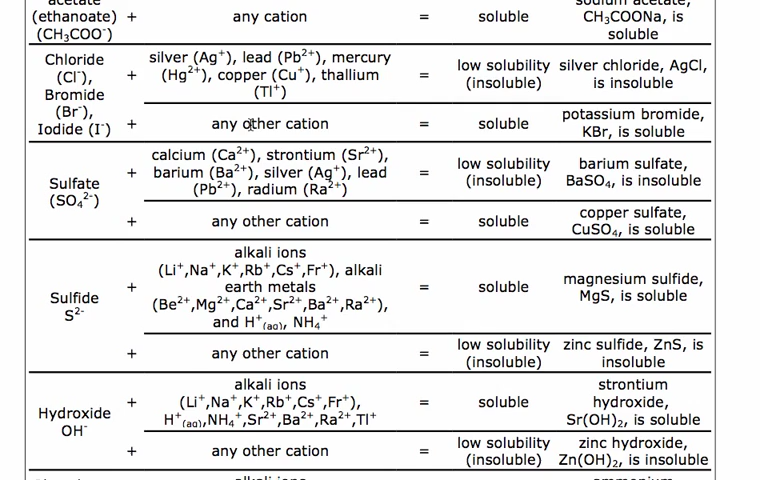 acetate
(ethanoate) + any cation = soluble
(CH₃COO⁻)
sodium acetate,
CH₃COONa, is
soluble
Chloride
(Cl⁻),
Bromide
(Br⁻),
Iodide (I⁻)
+ silver (Ag⁺), lead (Pb²⁺), mercury
(Hg²⁺), copper (Cu⁺), thallium
(Tl⁺)
= low solubility
(insoluble)
silver chloride, AgCl,
is insoluble
+ any other cation = soluble
potassium bromide,
KBr, is soluble
Sulfate
(SO₄²⁻)
+ calcium (Ca²⁺), strontium (Sr²⁺),
barium (Ba²⁺), silver (Ag⁺), lead
(Pb²⁺), radium (Ra²⁺)
= low solubility
(insoluble)
barium sulfate,
BaSO₄, is insoluble
+ any other cation = soluble
copper sulfate,
CuSO₄, is soluble
Sulfide
S²⁻
+ alkali ions
(Li⁺,Na⁺,K⁺,Rb⁺,Cs⁺,Fr⁺), alkali
earth metals
(Be²⁺,Mg²⁺,Ca²⁺,Sr²⁺,Ba²⁺,Ra²⁺),
and H⁺(aq), NH₄⁺
= soluble
magnesium sulfide,
MgS, is soluble
+ any other cation = low solubility
(insoluble)
zinc sulfide, ZnS, is
insoluble
Hydroxide
OH⁻
+ alkali ions
(Li⁺,Na⁺,K⁺,Rb⁺,Cs⁺,Fr⁺),
H⁺(aq),NH₄⁺,Sr²⁺,Ba²⁺,Ra²⁺,Tl⁺
= soluble
strontium
hydroxide,
Sr(OH)₂, is soluble
+ any other cation = low solubility
(insoluble)
zinc hydroxide,
Zn(OH)₂, is insoluble
alkali ions